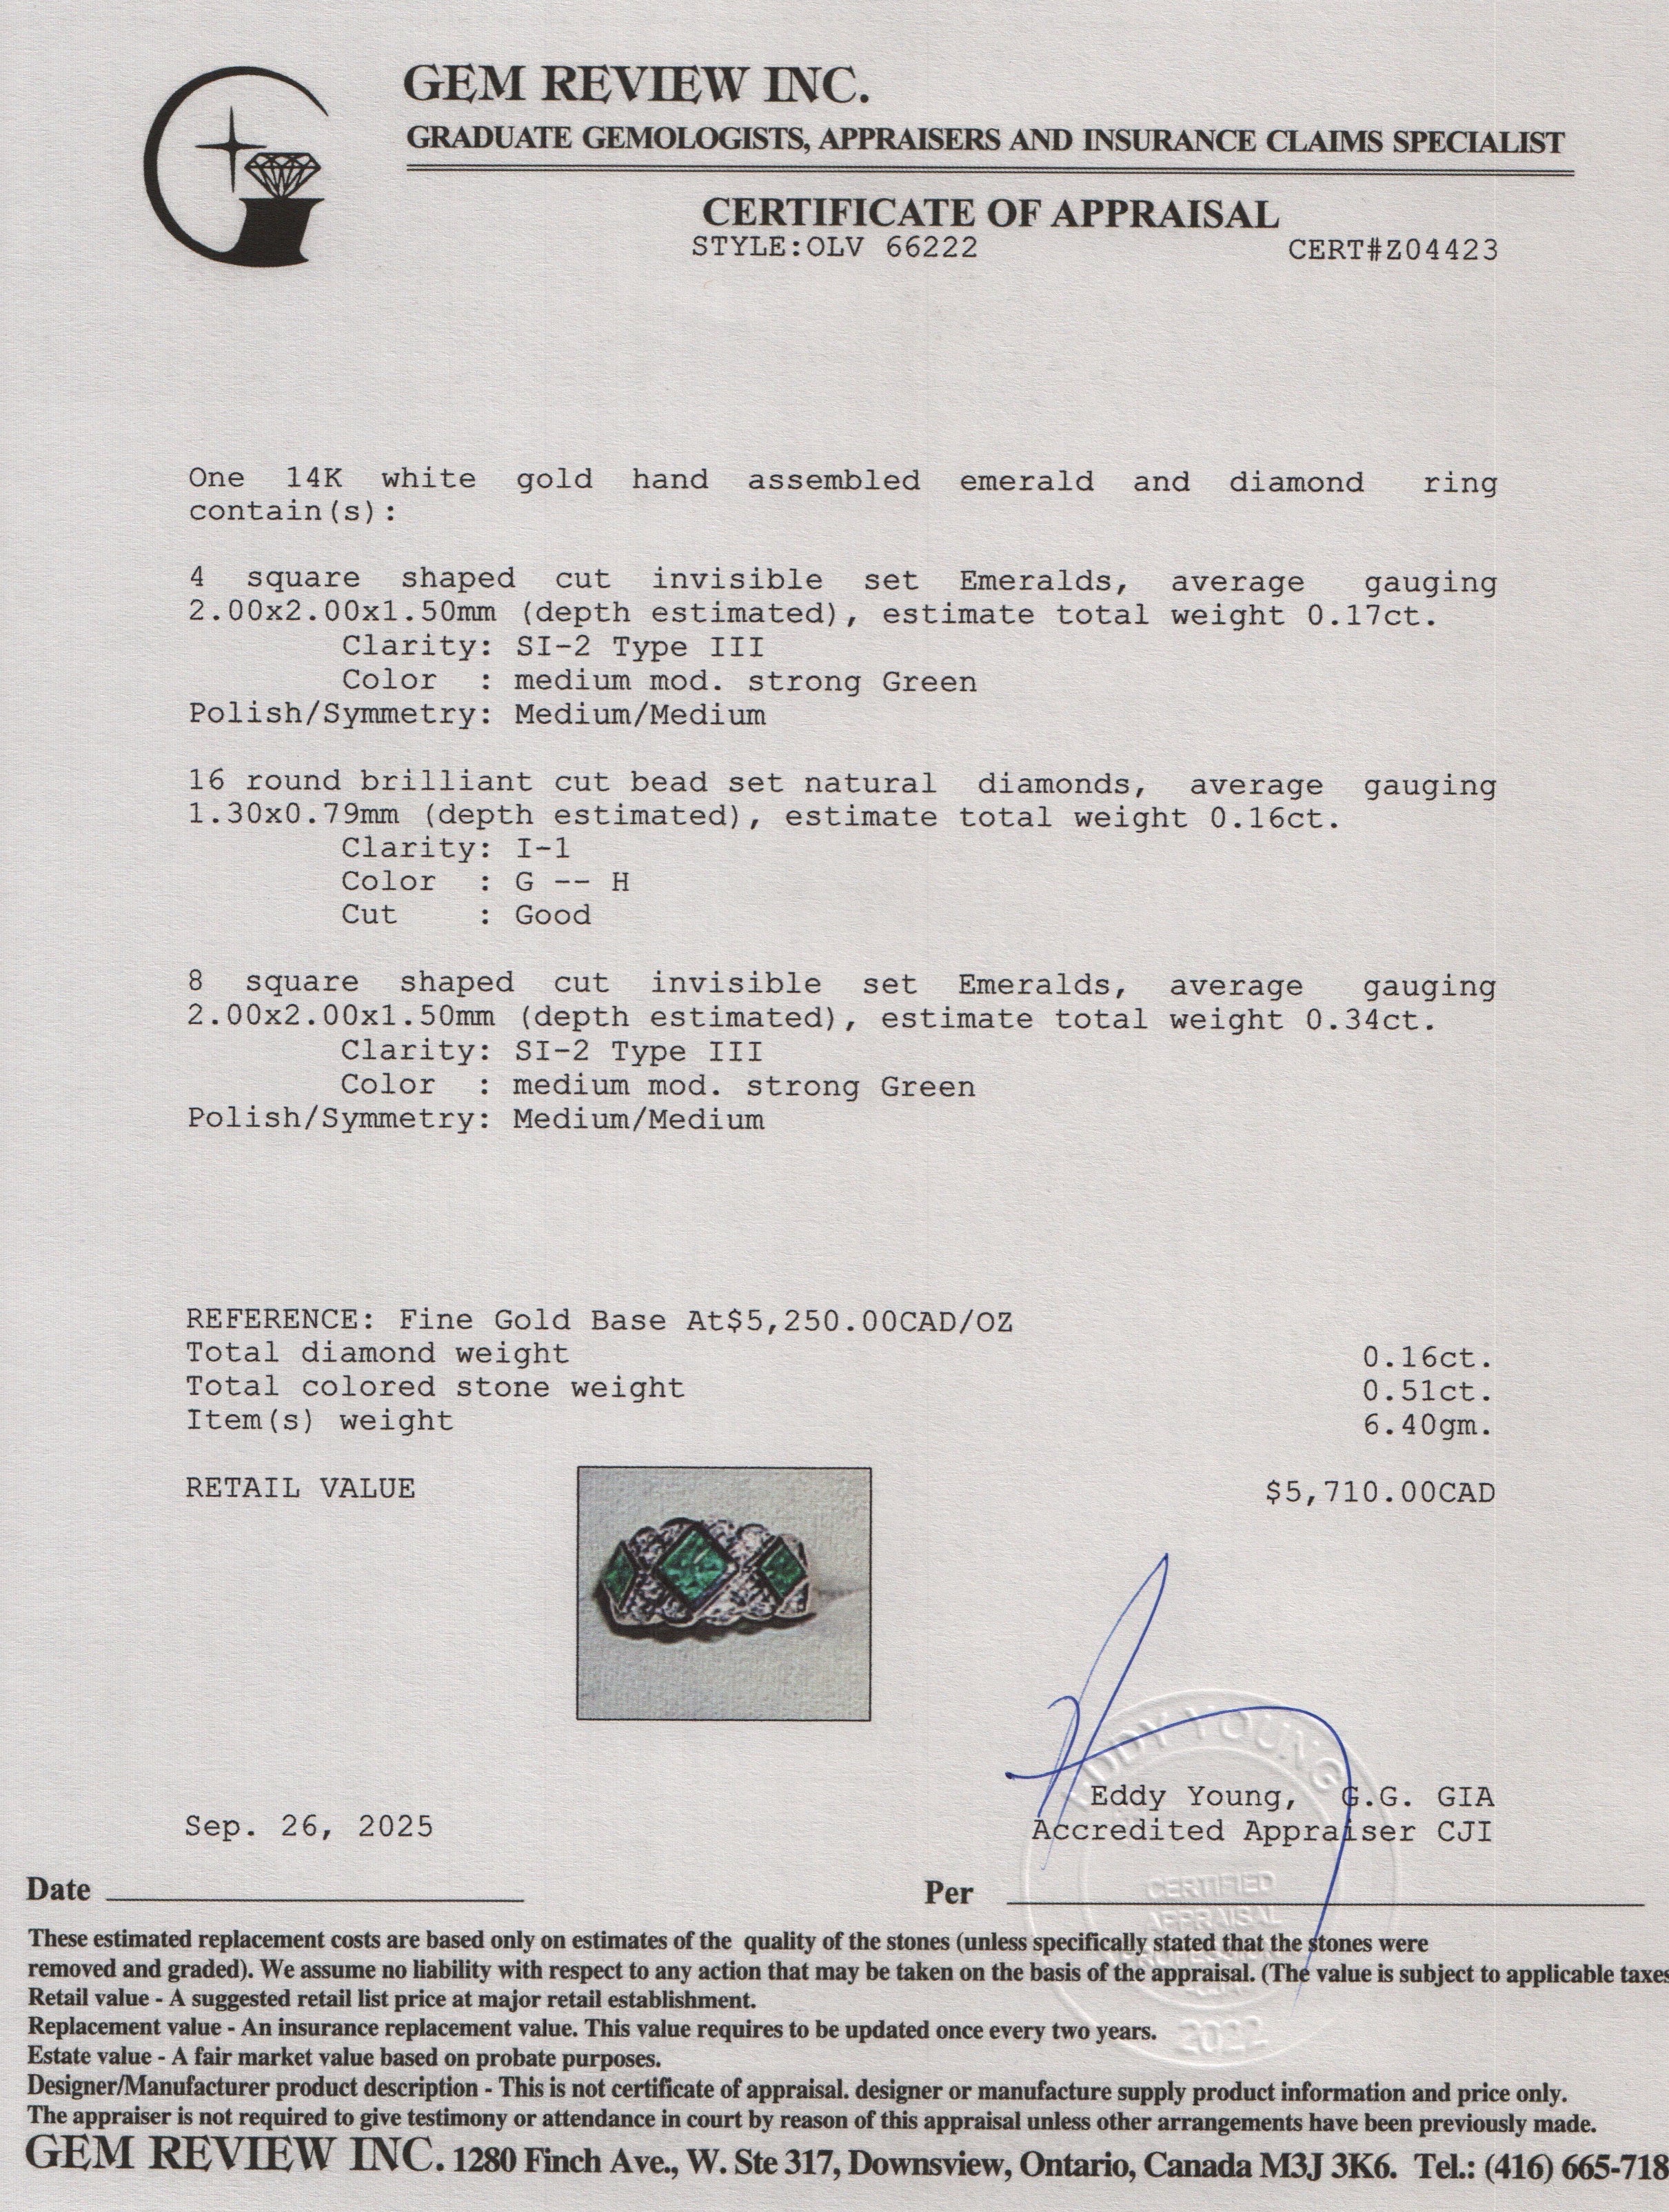 GEM REVIEW INC.
GRADUATE GEMOLOGISTS, APPRAISERS AND INSURANCE CLAIMS SPECIALIST
CERTIFICATE OF APPRAISAL
STYLE:OLV 66222 CERT#Z04423
One 14K white gold hand assembled emerald and diamond ring
contain(s):
4 square shaped cut invisible set Emeralds, average gauging
2.00x2.00x1.50mm (depth estimated), estimate total weight 0.17ct.
Clarity: SI-2 Type III
Color : medium mod. strong Green
Polish/Symmetry: Medium/Medium
16 round brilliant cut bead set natural diamonds, average gauging
1.30x0.79mm (depth estimated), estimate total weight 0.16ct.
Clarity: I-1
Color : G -- H
Cut : Good
8 square shaped cut invisible set Emeralds, average gauging
2.00x2.00x1.50mm (depth estimated), estimate total weight 0.34ct.
Clarity: SI-2 Type III
Color : medium mod. strong Green
Polish/Symmetry: Medium/Medium
REFERENCE: Fine Gold Base At$5,250.00CAD/OZ
Total diamond weight 0.16ct.
Total colored stone weight 0.51ct.
Item(s) weight 6.40gm.
RETAIL VALUE $5,710.00CAD
EDDY YOUNG
Eddy Young, G.G. GIA
Sep. 26, 2025 Accredited Appraiser CJI
CERTIFIED
Date Per
APPRAISAL
These estimated replacement costs are based only on estimates of the quality of the stones (unless specifically stated that the stones were
removed and graded). We assume no liability with respect to any action that may be taken on the basis of the appraisal. (The value is subject to applicable taxes
Retail value - A suggested retail list price at major retail establishment.
Replacement value - An insurance replacement value. This value requires to be updated once every two years.
2022
Estate value - A fair market value based on probate purposes.
Designer/Manufacturer product description - This is not certificate of appraisal. designer or manufacture supply product information and price only.
The appraiser is not required to give testimony or attendance in court by reason of this appraisal unless other arrangements have been previously made.
GEM REVIEW INC. 1280 Finch Ave., W. Ste 317, Downsview, Ontario, Canada M3J 3K6. Tel.: (416) 665-718